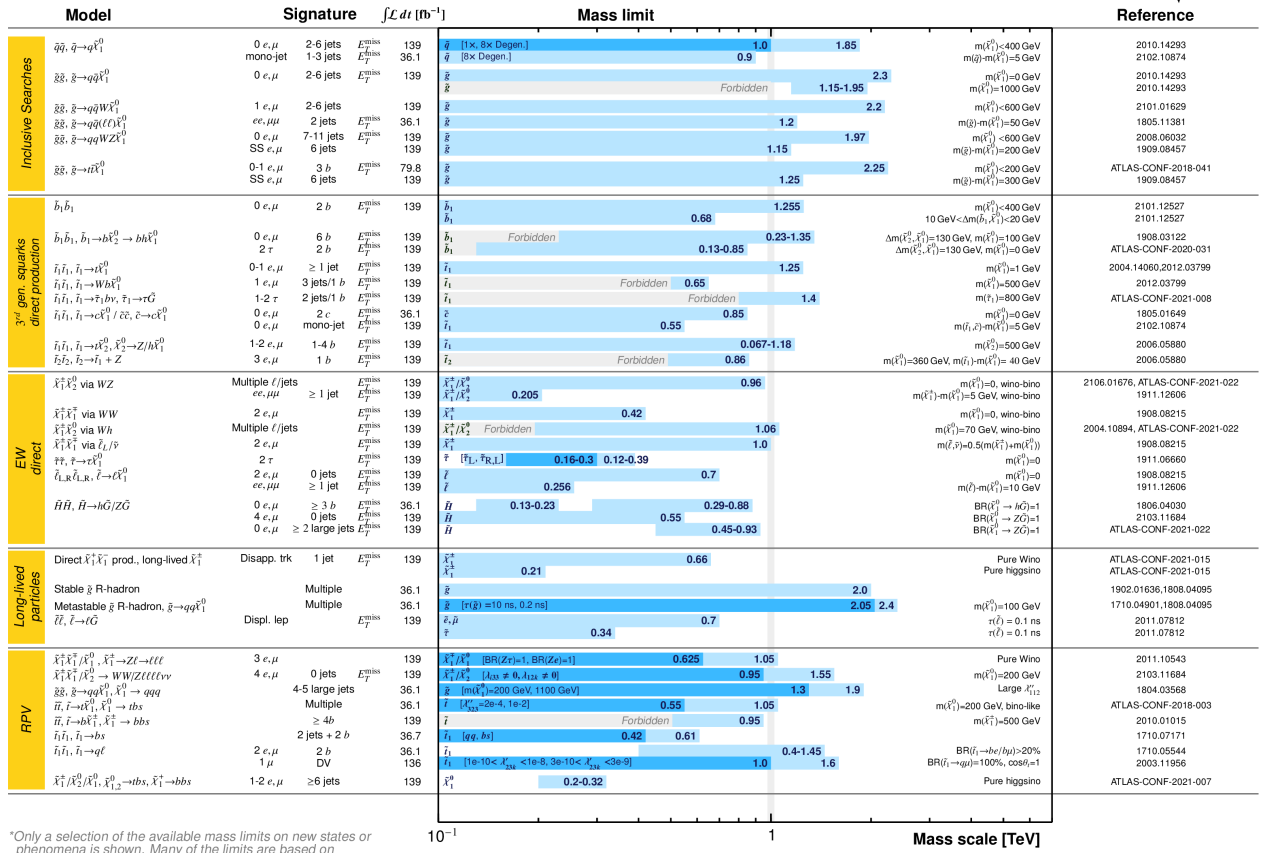 Model Signature ∫L dt [fb⁻¹] Mass limit Reference
Inclusive Searches
q̃q̃, q̃→qχ̃⁰₁ 0 e,μ 2-6 jets E_T^miss 139 q̃ [1×, 8× Degen.] 1.0 1.85 m(χ̃⁰₁)<400 GeV 2010.14293
mono-jet 1-3 jets E_T^miss 36.1 q̃ [8× Degen.] 0.9 m(q̃)-m(χ̃⁰₁)=5 GeV 2102.10874
g̃g̃, g̃→qq̄χ̃⁰₁ 0 e,μ 2-6 jets E_T^miss 139 g̃ 2.3 m(χ̃⁰₁)=0 GeV 2010.14293
g̃ Forbidden 1.15-1.95 m(χ̃⁰₁)=1000 GeV 2010.14293
g̃g̃, g̃→qq̄Wχ̃⁰₁ 1 e,μ 2-6 jets 139 g̃ 2.2 m(χ̃⁰₁)<600 GeV 2101.01629
g̃g̃, g̃→qq̄(ℓℓ)χ̃⁰₁ ee,μμ 2 jets E_T^miss 36.1 g̃ 1.2 m(g̃)-m(χ̃⁰₁)=50 GeV 1805.11381
g̃g̃, g̃→qqWZχ̃⁰₁ 0 e,μ 7-11 jets E_T^miss 139 g̃ 1.97 m(χ̃⁰₁) <600 GeV 2008.06032
SS e,μ 6 jets 139 g̃ 1.15 m(g̃)-m(χ̃⁰₁)=200 GeV 1909.08457
g̃g̃, g̃→tt̄χ̃⁰₁ 0-1 e,μ 3 b E_T^miss 79.8 g̃ 2.25 m(χ̃⁰₁)<200 GeV ATLAS-CONF-2018-041
SS e,μ 6 jets 139 g̃ 1.25 m(g̃)-m(χ̃⁰₁)=300 GeV 1909.08457
3ʳᵈ gen. squarks
direct production
b̃₁b̃₁ 0 e,μ 2 b E_T^miss 139 b̃₁ 1.255 m(χ̃⁰₁)<400 GeV 2101.12527
b̃₁ 0.68 10 GeV<Δm(b̃₁,χ̃⁰₁)<20 GeV 2101.12527
b̃₁b̃₁, b̃₁→bχ̃⁰₂ → bhχ̃⁰₁ 0 e,μ 6 b E_T^miss 139 b̃₁ Forbidden 0.23-1.35 Δm(χ̃⁰₂,χ̃⁰₁)=130 GeV, m(χ̃⁰₁)=100 GeV 1908.03122
2 τ 2 b E_T^miss 139 b̃₁ 0.13-0.85 Δm(χ̃⁰₂,χ̃⁰₁)=130 GeV, m(χ̃⁰₁)=0 GeV ATLAS-CONF-2020-031
t̃₁t̃₁, t̃₁→tχ̃⁰₁ 0-1 e,μ ≥ 1 jet E_T^miss 139 t̃₁ 1.25 m(χ̃⁰₁)=1 GeV 2004.14060,2012.03799
t̃₁t̃₁, t̃₁→Wbχ̃⁰₁ 1 e,μ 3 jets/1 b E_T^miss 139 t̃₁ Forbidden 0.65 m(χ̃⁰₁)=500 GeV 2012.03799
t̃₁t̃₁, t̃₁→τ̃₁bν, τ̃₁→τG̃ 1-2 τ 2 jets/1 b E_T^miss 139 t̃₁ Forbidden 1.4 m(τ̃₁)=800 GeV ATLAS-CONF-2021-008
t̃₁t̃₁, t̃₁→cχ̃⁰₁ / c̃c̃, c̃→cχ̃⁰₁ 0 e,μ 2 c E_T^miss 36.1 c̃ 0.85 m(χ̃⁰₁)=0 GeV 1805.01649
0 e,μ mono-jet E_T^miss 139 t̃₁ 0.55 m(t̃₁,c̃)-m(χ̃⁰₁)=5 GeV 2102.10874
t̃₁t̃₁, t̃₁→tχ̃⁰₂, χ̃⁰₂→Z/hχ̃⁰₁ 1-2 e,μ 1-4 b E_T^miss 139 t̃₁ 0.067-1.18 m(χ̃⁰₂)=500 GeV 2006.05880
t̃₂t̃₂, t̃₂→t̃₁ + Z 3 e,μ 1 b E_T^miss 139 t̃₂ Forbidden 0.86 m(χ̃⁰₁)=360 GeV, m(t̃₁)-m(χ̃⁰₁)= 40 GeV 2006.05880
EW
direct
χ̃±₁χ̃⁰₂ via WZ Multiple ℓ/jets E_T^miss 139 χ̃±₁/χ̃⁰₂ 0.96 m(χ̃⁰₁)=0, wino-bino 2106.01676, ATLAS-CONF-2021-022
ee,μμ ≥ 1 jet E_T^miss 139 χ̃±₁/χ̃⁰₂ 0.205 m(χ̃±₁)-m(χ̃⁰₁)=5 GeV, wino-bino 1911.12606
χ̃±₁χ̃∓₁ via WW 2 e,μ E_T^miss 139 χ̃±₁ 0.42 m(χ̃⁰₁)=0, wino-bino 1908.08215
χ̃±₁χ̃⁰₂ via Wh Multiple ℓ/jets E_T^miss 139 χ̃±₁/χ̃⁰₂ Forbidden 1.06 m(χ̃⁰₁)=70 GeV, wino-bino 2004.10894, ATLAS-CONF-2021-022
χ̃±₁χ̃∓₁ via ℓ̃_L/ν̃ 2 e,μ E_T^miss 139 χ̃±₁ 1.0 m(ℓ̃,ν̃)=0.5(m(χ̃±₁)+m(χ̃⁰₁)) 1908.08215
τ̃τ̃, τ̃→τχ̃⁰₁ 2 τ E_T^miss 139 τ̃ [τ̃_L, τ̃_R,L] 0.16-0.3 0.12-0.39 m(χ̃⁰₁)=0 1911.06660
ℓ̃_L,Rℓ̃_L,R, ℓ̃→ℓχ̃⁰₁ 2 e,μ 0 jets E_T^miss 139 ℓ̃ 0.7 m(χ̃⁰₁)=0 1908.08215
ee,μμ ≥ 1 jet E_T^miss 139 ℓ̃ 0.256 m(ℓ̃)-m(χ̃⁰₁)=10 GeV 1911.12606
H̃H̃, H̃→hG̃/ZG̃ 0 e,μ ≥ 3 b E_T^miss 36.1 H̃ 0.13-0.23 0.29-0.88 BR(χ̃⁰₁ → hG̃)=1 1806.04030
4 e,μ 0 jets E_T^miss 139 H̃ 0.55 BR(χ̃⁰₁ → ZG̃)=1 2103.11684
0 e,μ ≥ 2 large jets E_T^miss 139 H̃ 0.45-0.93 BR(χ̃⁰₁ → ZG̃)=1 ATLAS-CONF-2021-022
Long-lived
particles
Direct χ̃⁺₁χ̃⁻₁ prod., long-lived χ̃±₁ Disapp. trk 1 jet E_T^miss 139 χ̃±₁ 0.66 Pure Wino ATLAS-CONF-2021-015
χ̃±₁ 0.21 Pure higgsino ATLAS-CONF-2021-015
Stable g̃ R-hadron Multiple 36.1 g̃ 2.0 1902.01636,1808.04095
Metastable g̃ R-hadron, g̃→qqχ̃⁰₁ Multiple 36.1 g̃ [τ(g̃) =10 ns, 0.2 ns] 2.05 2.4 m(χ̃⁰₁)=100 GeV 1710.04901,1808.04095
ℓ̃ℓ̃, ℓ̃→ℓG̃ Displ. lep E_T^miss 139 ẽ, μ̃ 0.7 τ(ℓ̃) = 0.1 ns 2011.07812
τ̃ 0.34 τ(ℓ̃) = 0.1 ns 2011.07812
RPV
χ̃±₁χ̃∓₁/χ̃⁰₁, χ̃±₁→Zℓ→ℓℓℓ 3 e,μ 139 χ̃∓₁/χ̃⁰₁ [BR(Zτ)=1, BR(Ze)=1] 0.625 1.05 Pure Wino 2011.10543
χ̃±₁χ̃∓₁/χ̃⁰₂ → WW/Zℓℓℓℓνν 4 e,μ 0 jets E_T^miss 139 χ̃±₁/χ̃⁰₂ [λ_i33 ≠ 0, λ_12k ≠ 0] 0.95 1.55 m(χ̃⁰₁)=200 GeV 2103.11684
g̃g̃, g̃→qqχ̃⁰₁, χ̃⁰₁ → qqq 4-5 large jets 36.1 g̃ [m(χ̃⁰₁)=200 GeV, 1100 GeV] 1.3 1.9 Large λ''₁₁₂ 1804.03568
t̃t̃, t̃→tχ̃⁰₁, χ̃⁰₁ → tbs Multiple 36.1 t̃ [λ''₃₂₃=2e-4, 1e-2] 0.55 1.05 m(χ̃⁰₁)=200 GeV, bino-like ATLAS-CONF-2018-003
t̃t̃, t̃→bχ̃±₁, χ̃±₁ → bbs ≥ 4b 139 t̃ Forbidden 0.95 m(χ̃±₁)=500 GeV 2010.01015
t̃₁t̃₁, t̃₁→bs 2 jets + 2 b 36.7 t̃₁ [qq, bs] 0.42 0.61 1710.07171
t̃₁t̃₁, t̃₁→qℓ 2 e,μ 2 b 36.1 t̃₁ 0.4-1.45 BR(t̃₁→be/bμ)>20% 1710.05544
1 μ DV 136 t̃₁ [1e-10< λ'₂₃ₖ <1e-8, 3e-10< λ'₂₃ₖ <3e-9] 1.0 1.6 BR(t̃₁→qμ)=100%, cosθₜ=1 2003.11956
χ̃±₁/χ̃⁰₂/χ̃⁰₁, χ̃⁰₁,₂→tbs, χ̃⁺₁→bbs 1-2 e,μ ≥6 jets 139 χ̃⁰₁ 0.2-0.32 Pure higgsino ATLAS-CONF-2021-007
10⁻¹ 1 Mass scale [TeV]
*Only a selection of the available mass limits on new states or
phenomena is shown. Many of the limits are based on